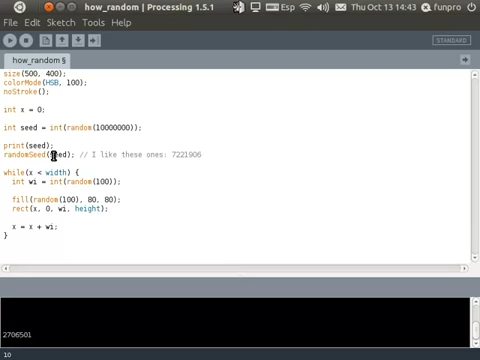 how_random | Processing 1.5.1
Esp
Thu Oct 13 14:43
funpro
File Edit Sketch Tools Help
STANDARD
how_random §
size(500, 400);
colorMode(HSB, 100);
noStroke();
int x = 0;
int seed = int(random(10000000));
print(seed);
randomSeed(seed); // I like these ones: 7221906
while(x < width) {
int wi = int(random(100));
fill(random(100), 80, 80);
rect(x, 0, wi, height);
x = x + wi;
}
2706501
10